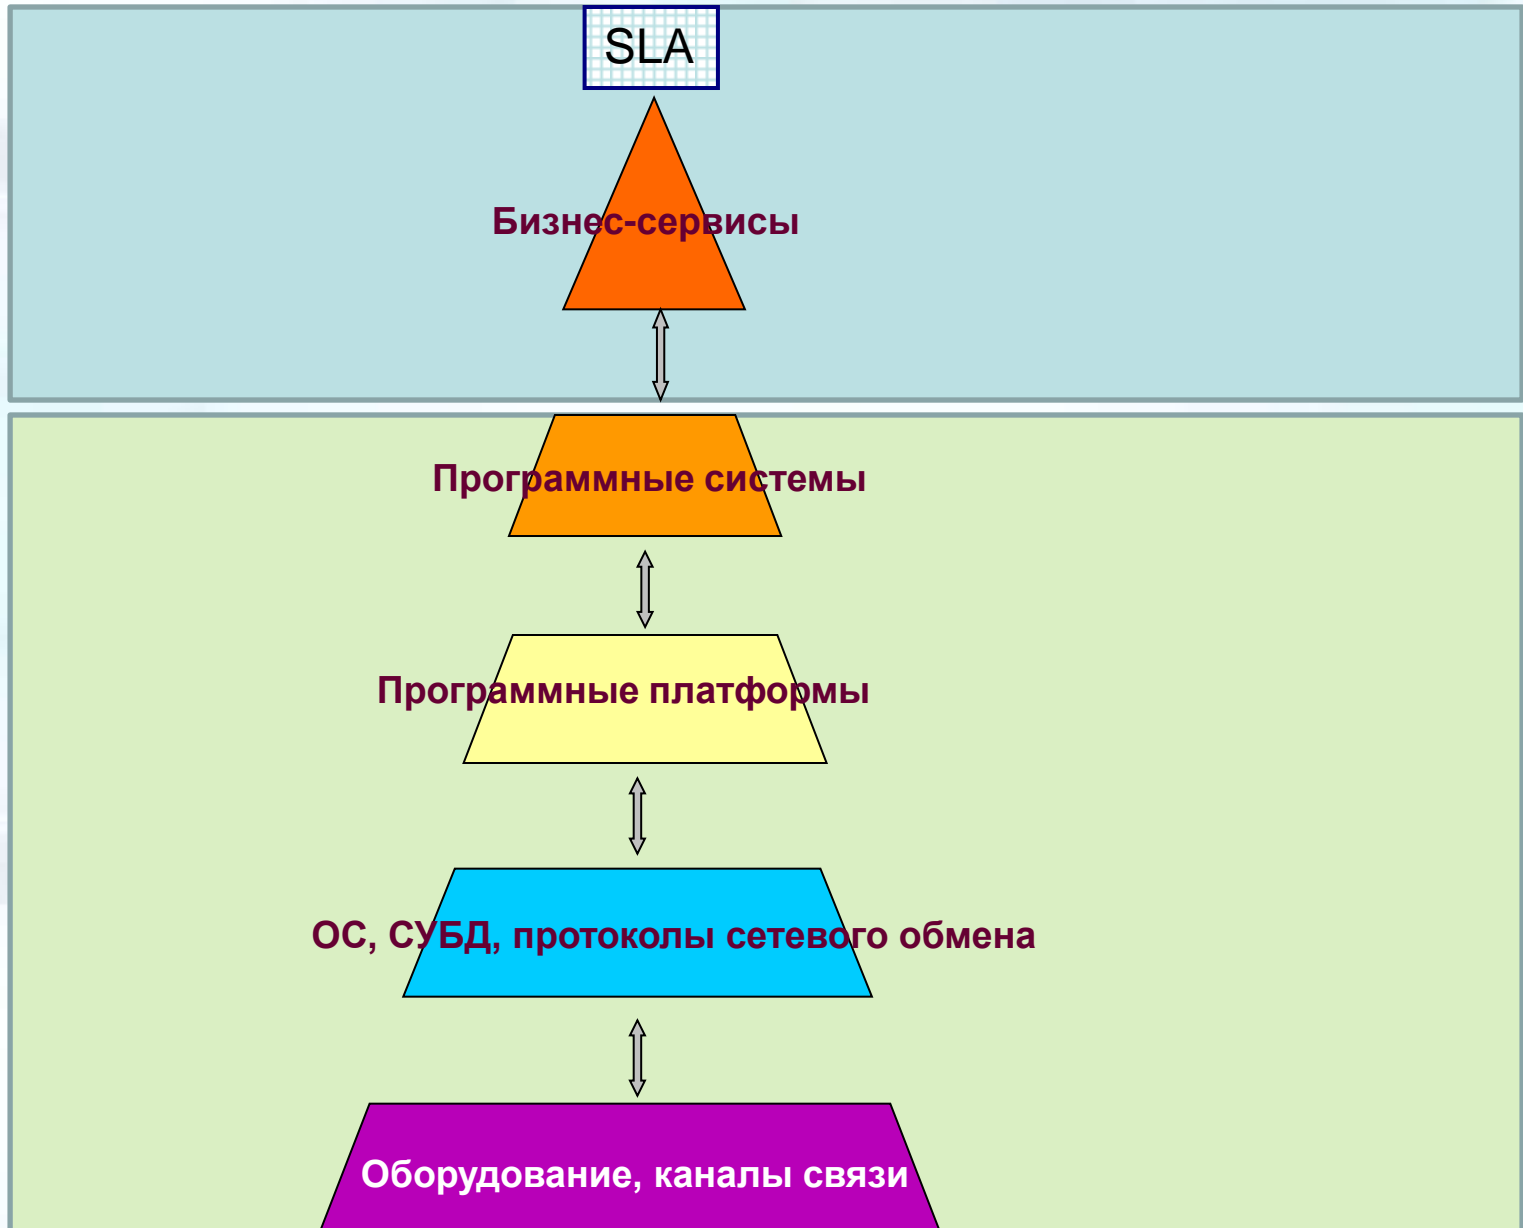 SLA
Бизнес-сервисы
Программные системы
Программные платформы
ОС, СУБД, протоколы сетевого обмена
Оборудование, каналы связи